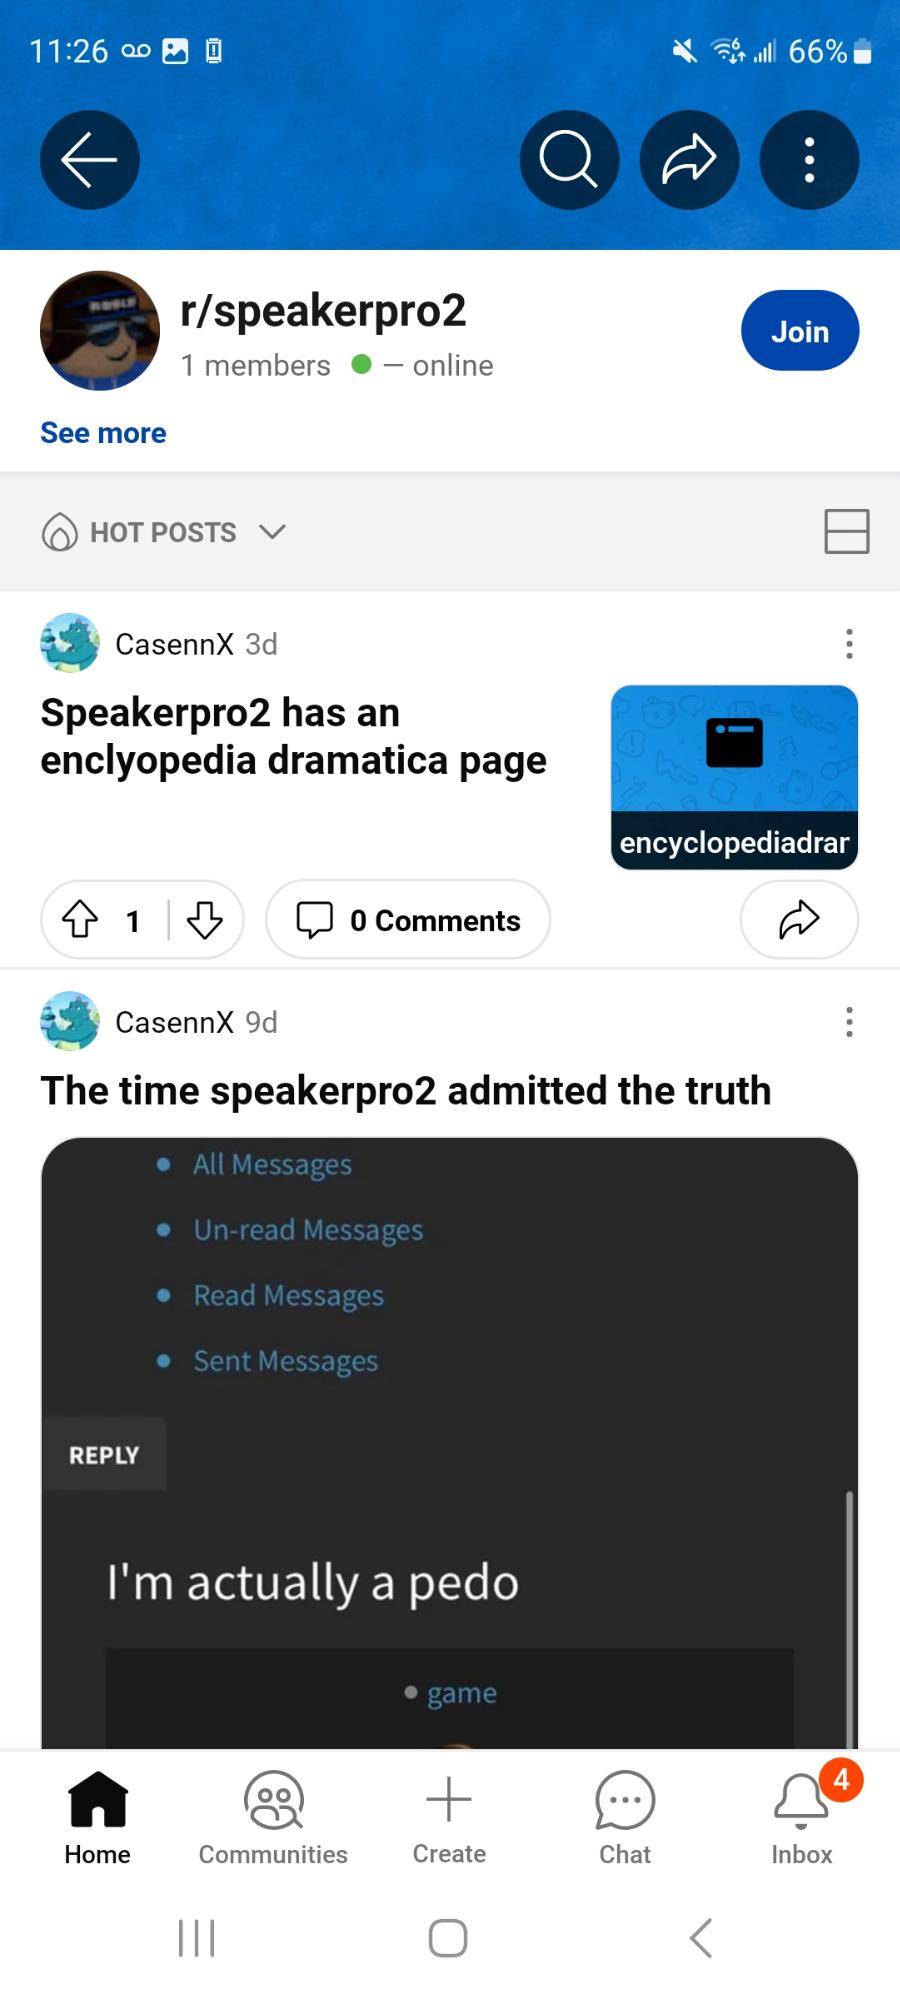 11:26
66%
r/speakerpro2
1 members — online
Join
See more
HOT POSTS
CasennX 3d
Speakerpro2 has an
enclyopedia dramatica page
encyclopediadrar
1
0 Comments
CasennX 9d
The time speakerpro2 admitted the truth
All Messages
Un-read Messages
Read Messages
Sent Messages
REPLY
I'm actually a pedo
game
4
Home
Communities
Create
Chat
Inbox